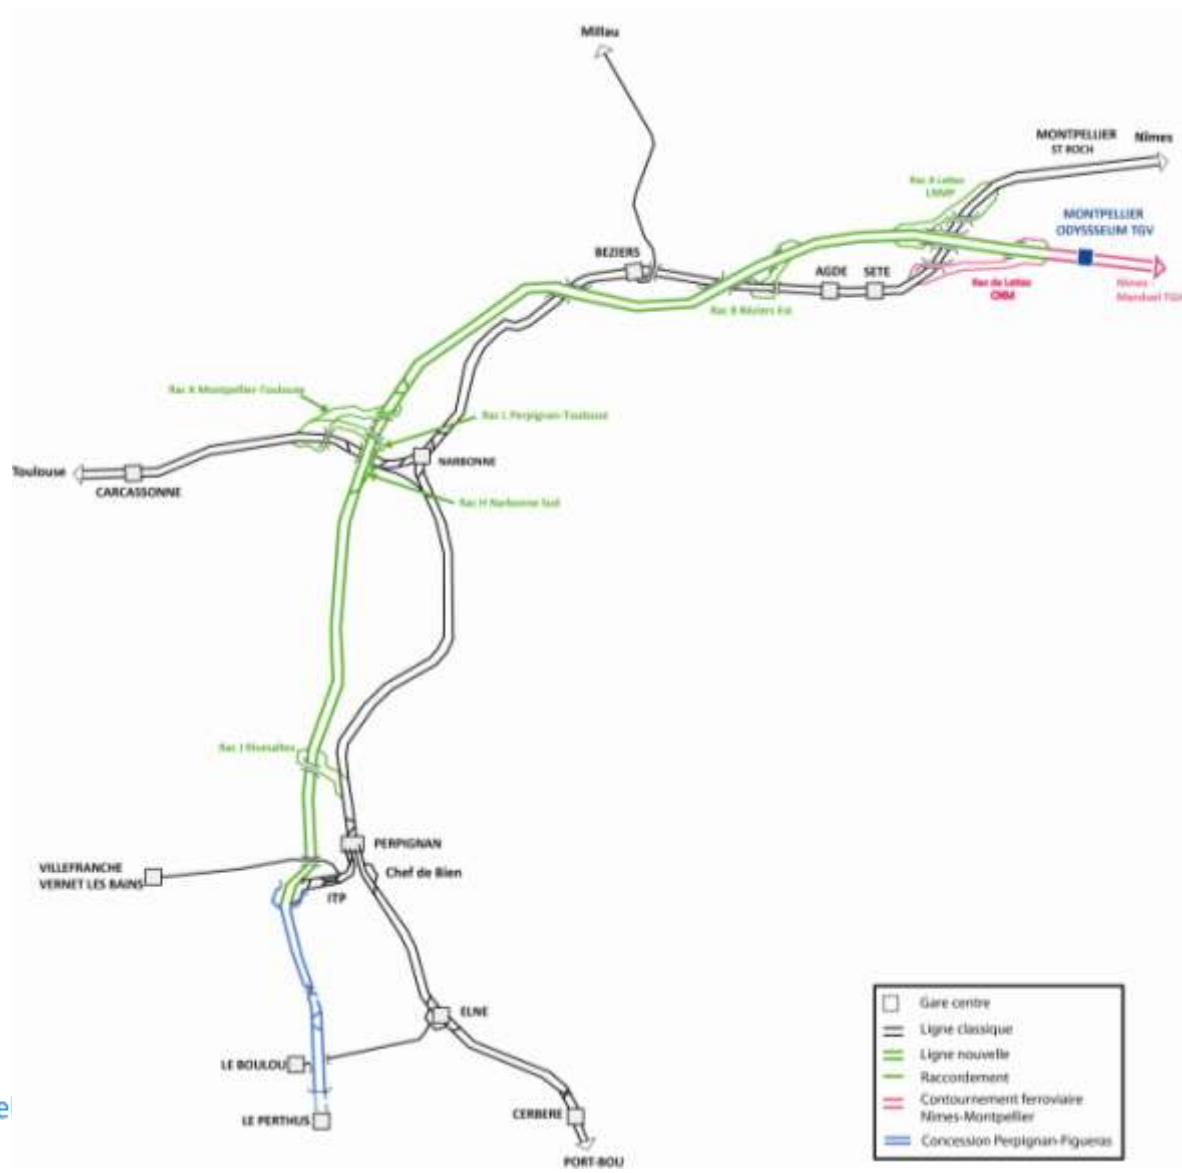 Millau
MONTPELLIER
ST ROCH
Nîmes
Rac A Lattes
LNMP
MONTPELLIER
ODYSSSEUM TGV
BEZIERS
AGDE
SETE
Rac de Lattes
CNM
Nîmes
Manduel TGV
Rac B Béziers Est
Rac K Montpellier-Toulouse
Rac L Perpignan-Toulouse
NARBONNE
Toulouse
CARCASSONNE
Rac H Narbonne Sud
Rac J Rivesaltes
PERPIGNAN
Chef de Bien
VILLEFRANCHE
VERNET LES BAINS
ITP
ELNE
LE BOULOU
LE PERTHUS
CERBERE
PORT-BOU
Gare centre
Ligne classique
Ligne nouvelle
Raccordement
Contournement ferroviaire
Nîmes-Montpellier
Concession Perpignan-Figueras